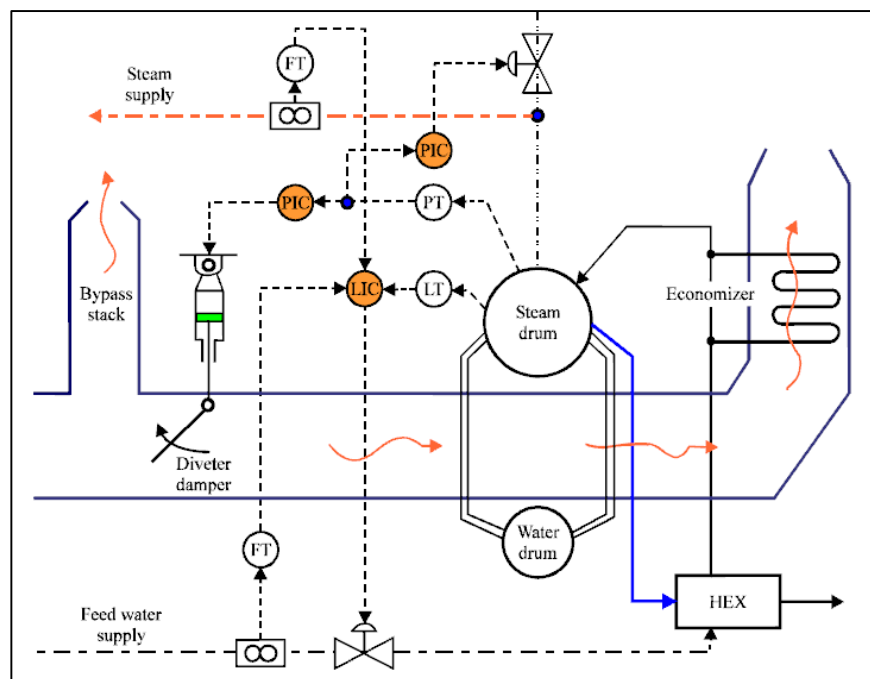 FT
Steam
supply
PIC
PIC
PT
Bypass
stack
LIC
LT
Steam
drum
Economizer
Diveter
damper
FT
Water
drum
HEX
Feed water
supply